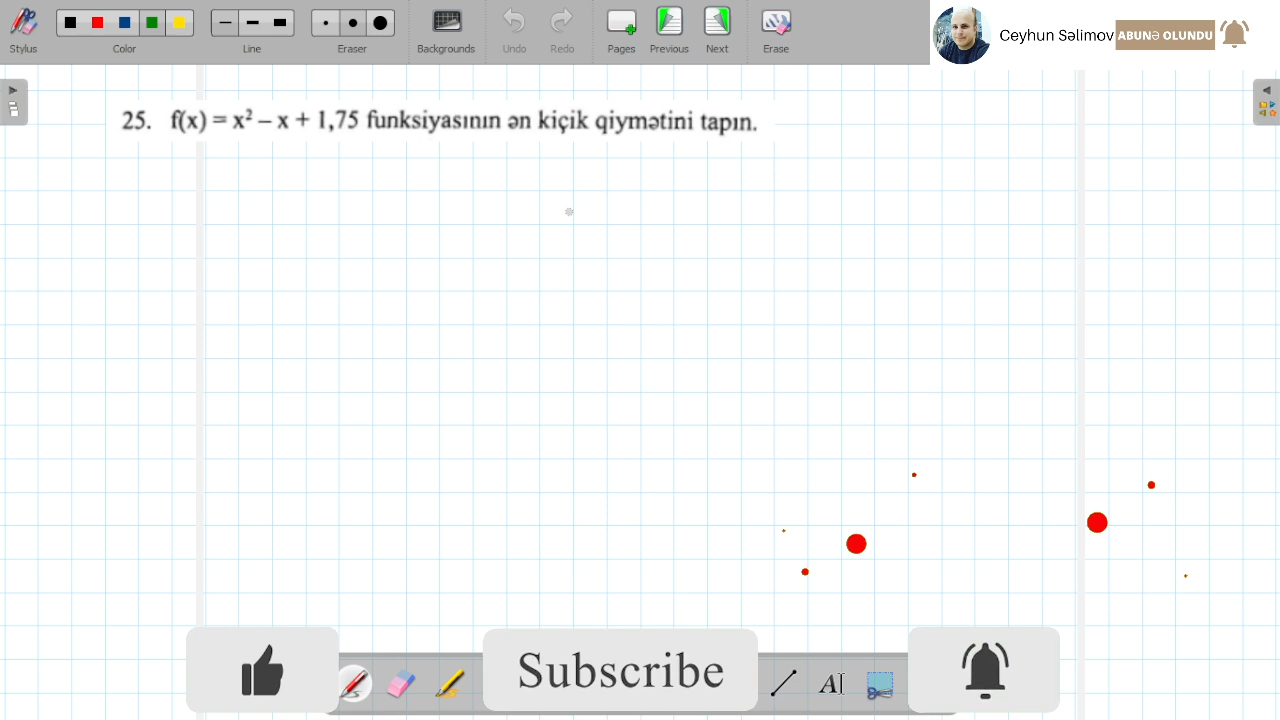 Stylus
Color
Line
Eraser
Backgrounds
Undo
Redo
Pages
Previous
Next
Erase
Ceyhun Səlimov
ABUNƏ OLUNDU
25. f(x) = x² – x + 1,75 funksiyasının ən kiçik qiymətini tapın.
Subscribe
A